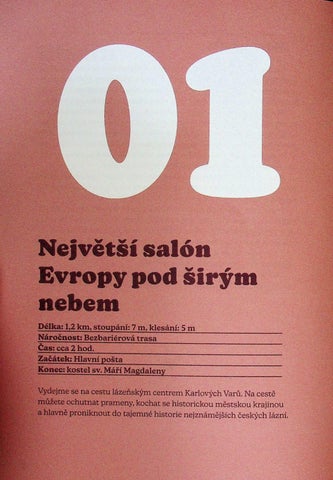 01
Největší salón
Evropy pod širým
nebem
Délka: 1,2 km, stoupání: 7 m, klesání: 5 m
Náročnost: Bezbariérová trasa
Čas: cca 2 hod.
Začátek: Hlavní pošta
Konec: kostel sv. Máří Magdaleny
Vydejme se na cestu lázeňským centrem Karlových Varů. Na cestě
můžete ochutnat prameny, kochat se historickou městskou krajinou
a hlavně proniknout do tajemné historie nejznámějších českých lázní.